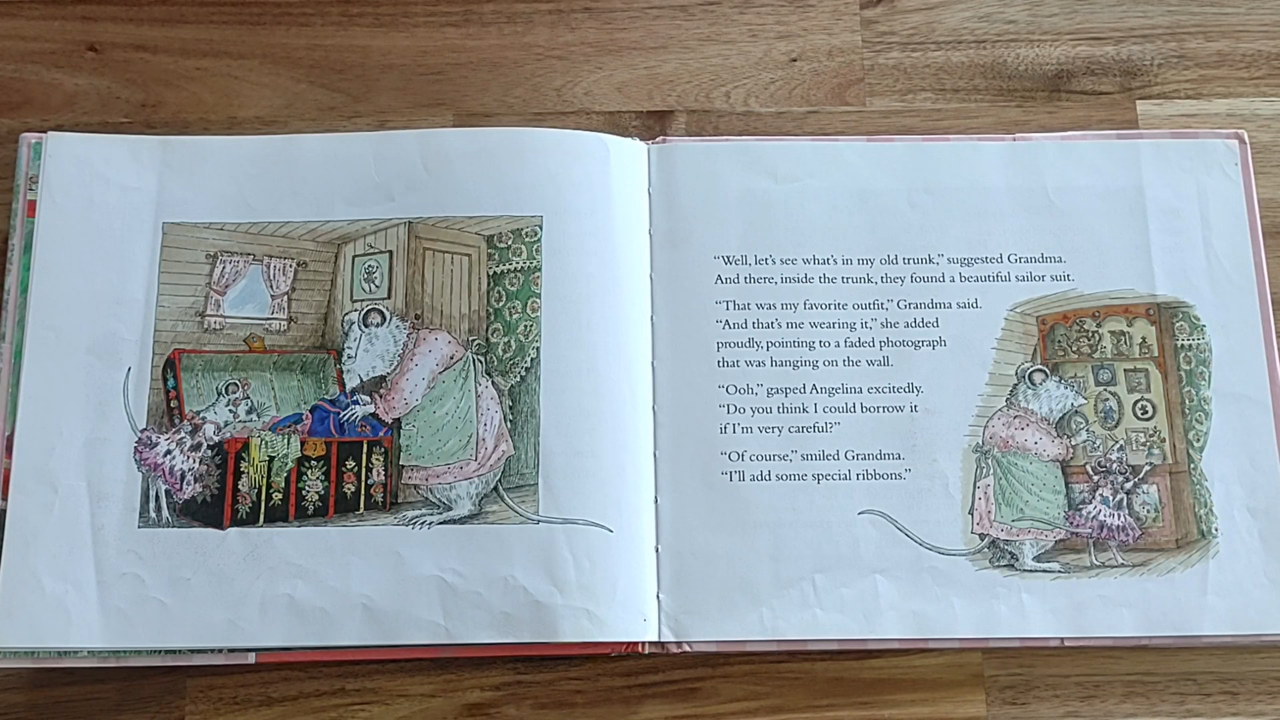 “Well, let’s see what’s in my old trunk,” suggested Grandma.
And there, inside the trunk, they found a beautiful sailor suit.
“That was my favorite outfit,” Grandma said.
“And that’s me wearing it,” she added
proudly, pointing to a faded photograph
that was hanging on the wall.
“Ooh,” gasped Angelina excitedly.
“Do you think I could borrow it
if I’m very careful?”
“Of course,” smiled Grandma.
“I’ll add some special ribbons.”